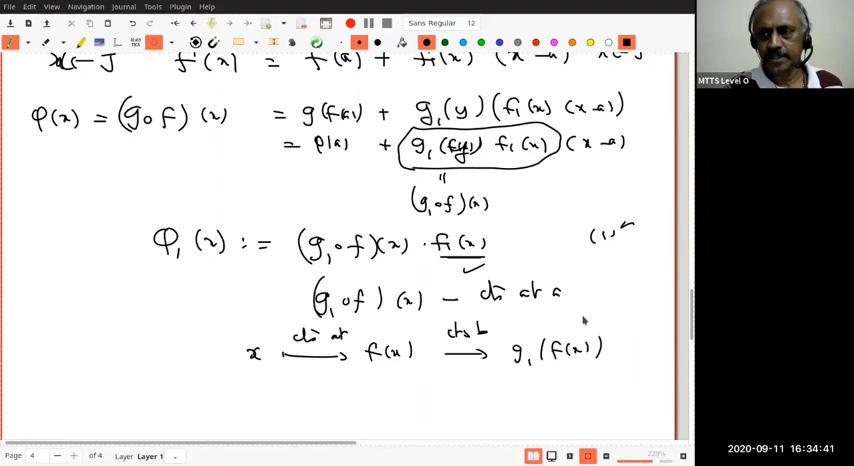 File Edit View Navigation Journal Tools Plugin Help
Sans Regular 12
x ∈ J f(x) = f(a) + f₁(x) (x-a) x ∈ J
φ(x) = (g∘f)(x) = g(f(a)) + g₁(y) (f₁(x) (x-a))
= φ(a) + g₁(f(x)) f₁(x) (x-a)
"
(g₁∘f)(x)
φ₁(x) := (g₁∘f)(x) · f₁(x)
(g₁∘f)(x) – cts at a
cts at cts b
x → f(x) → g₁(f(x))
MTTS Level O
Page 4 of 4 Layer Layer 1 229%
2020-09-11 16:34:41